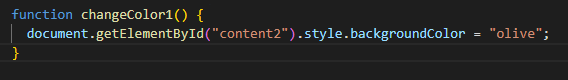 function changeColor1() {
  document.getElementById("content2").style.backgroundColor = "olive";
}